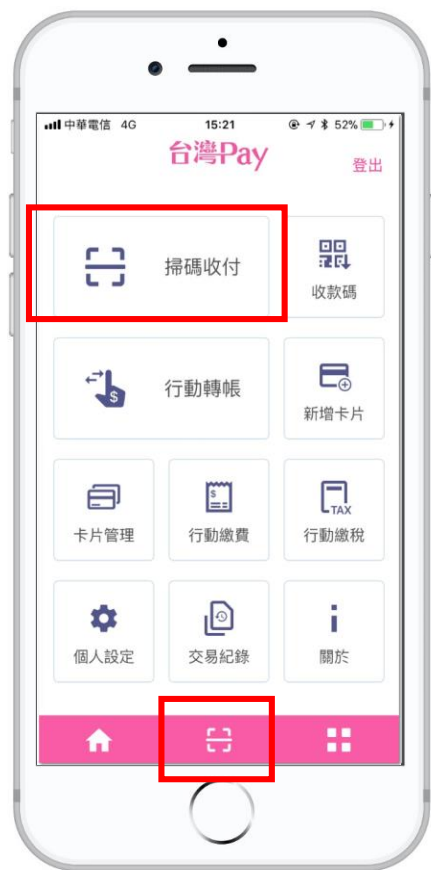 中華電信 4G 15:21 52%
台灣Pay
登出
掃碼收付
收款碼
行動轉帳
新增卡片
卡片管理
行動繳費
TAX
行動繳稅
個人設定
交易紀錄
關於